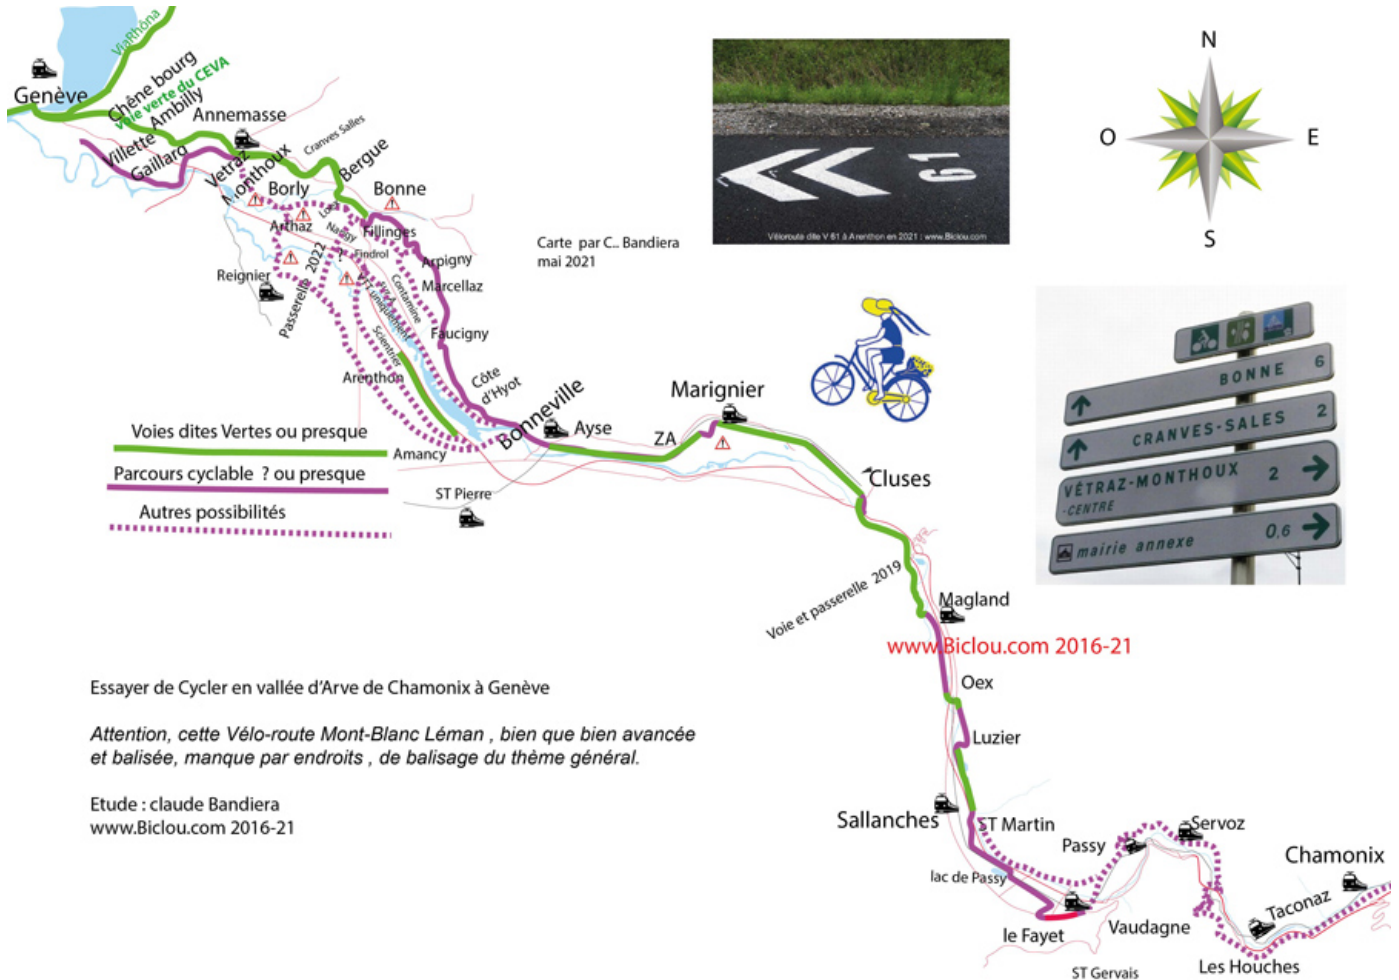 ViaRhôna
Genève
Chêne bourg
voie verte du CEVA
Ambilly
Villette
Gaillard
Annemasse
Vetraz
Monthoux
Cranves Salles
Bergue
Borly
Bonne
Loex
Arthaz
Nangy
Fillinges
Findrol
?
Reignier
Passerelle 2022
VTT uniquement
Contamine
Arpigny
Marcellaz
Faucigny
Scientrier
Arenthon
Côte
d'Hyot
Bonneville
Amancy
ST Pierre
Ayse
ZA
Marignier
Cluses
Voie et passerelle 2019
Magland
www.Biclou.com 2016-21
Oex
Luzier
Sallanches
ST Martin
lac de Passy
Passy
le Fayet
Servoz
Vaudagne
ST Gervais
Les Houches
Taconaz
Chamonix
Carte par C.. Bandiera
mai 2021
61
Véloroute dite V 61 à Arenthon en 2021 : www.Biclou.com
N
O
E
S
BONNE 6
CRANVES-SALES 2
VÉTRAZ-MONTHOUX 2
-CENTRE
mairie annexe 0,6
Voies dites Vertes ou presque
Parcours cyclable ? ou presque
Autres possibilités
Essayer de Cycler en vallée d'Arve de Chamonix à Genève
Attention, cette Vélo-route Mont-Blanc Léman , bien que bien avancée
et balisée, manque par endroits , de balisage du thème général.
Etude : claude Bandiera
www.Biclou.com 2016-21